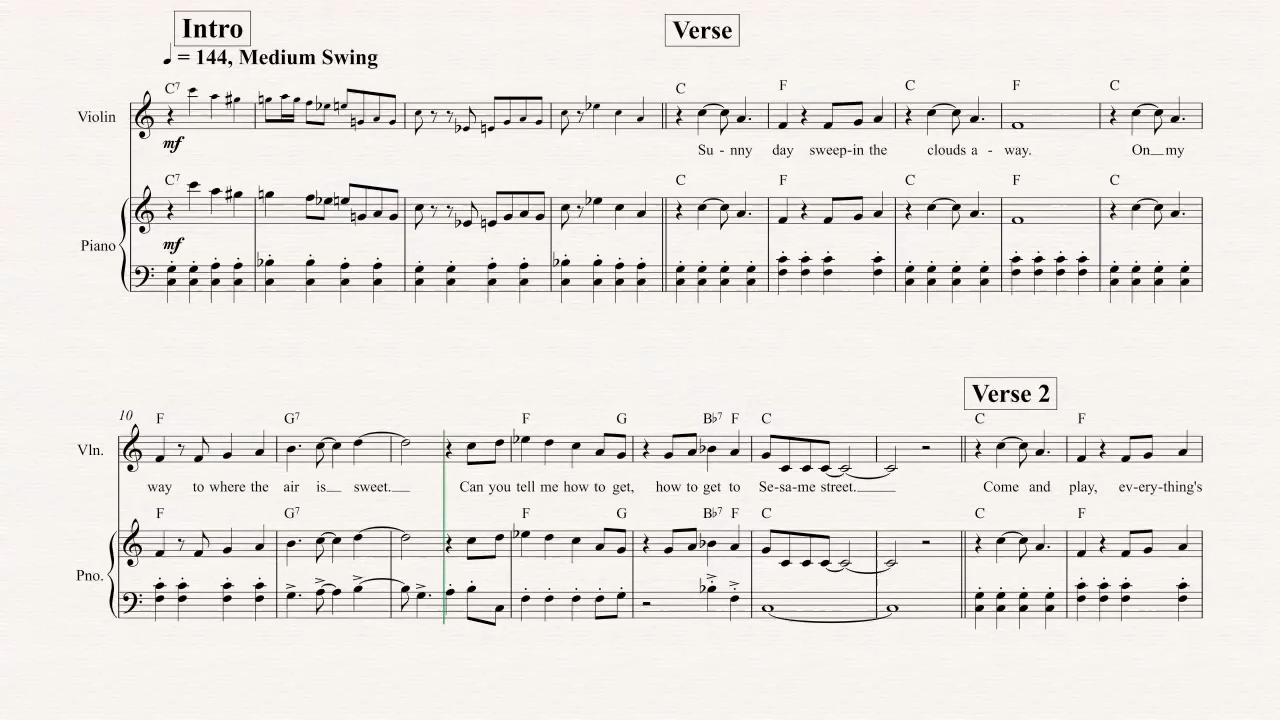 Intro
Verse
♩ = 144, Medium Swing
C7 C F C F C
Violin
mf
Su - nny day sweep-in the clouds a - way. On my
C7 C F C F C
Piano
mf
Verse 2
10
F G7 F G B♭7 F C C F
Vln.
way to where the air is sweet. Can you tell me how to get, how to get to Se-sa-me street. Come and play, ev-ery-thing's
F G7 F G B♭7 F C C F
Pno.